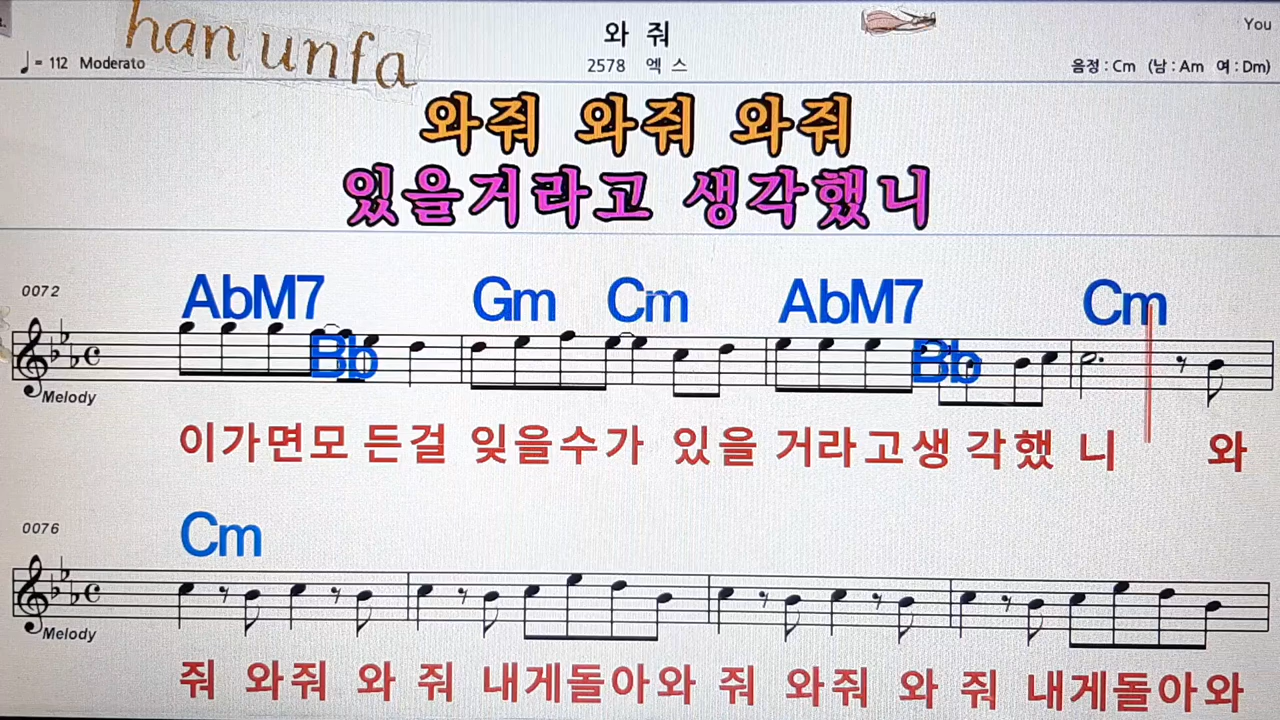 han unfa
와 줘
You
♩= 112 Moderato
2578 엑 스
음정 : Cm (남 : Am 여 : Dm)
와줘 와줘 와줘
있을거라고 생각했니
0072
AbM7 Bb Gm Cm AbM7 Bb Cm
Melody
이가면모 든걸 잊을수가 있을 거라고생 각했 니 와
0076
Cm
Melody
줘 와줘 와 줘 내게돌아와 줘 와줘 와 줘 내게돌아와